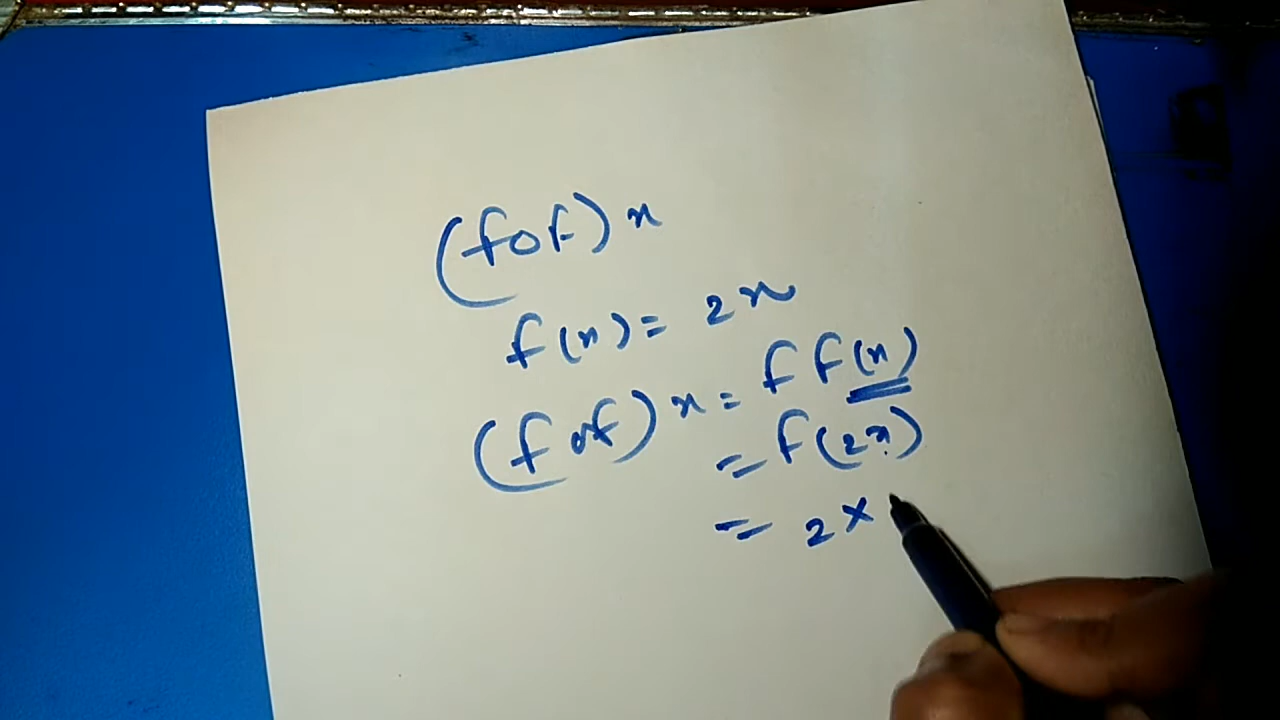 (fof)x
f(x) = 2x
(fof)x = f f(x)
= f(2x)
= 2×